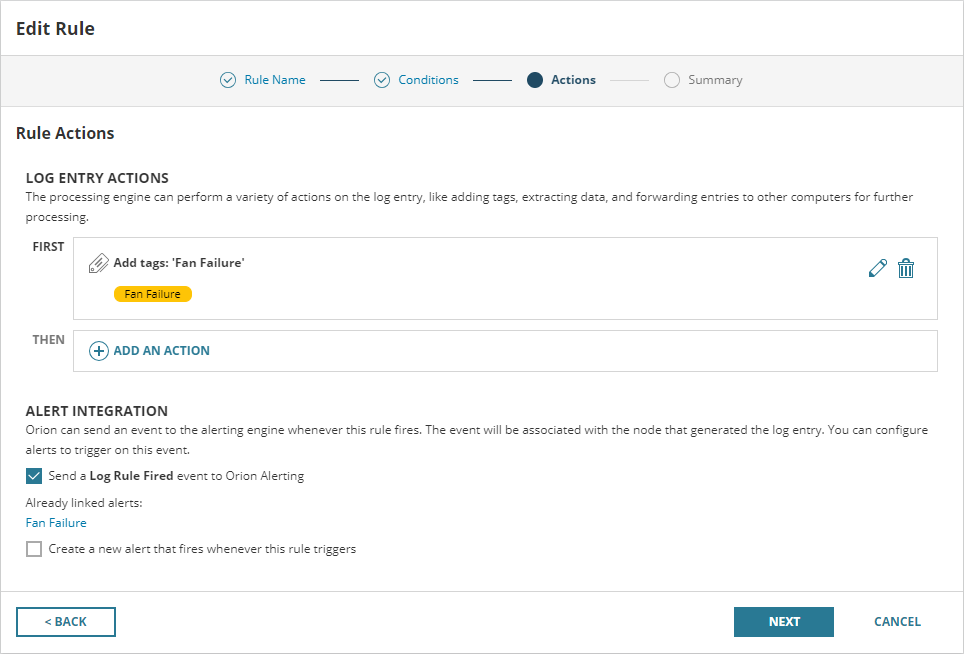 Edit Rule
Rule Name
Conditions
Actions
Summary
Rule Actions
LOG ENTRY ACTIONS
The processing engine can perform a variety of actions on the log entry, like adding tags, extracting data, and forwarding entries to other computers for further
processing.
FIRST
Add tags: 'Fan Failure'
Fan Failure
THEN
ADD AN ACTION
ALERT INTEGRATION
Orion can send an event to the alerting engine whenever this rule fires. The event will be associated with the node that generated the log entry. You can configure
alerts to trigger on this event.
Send a Log Rule Fired event to Orion Alerting
Already linked alerts:
Fan Failure
Create a new alert that fires whenever this rule triggers
< BACK
NEXT
CANCEL